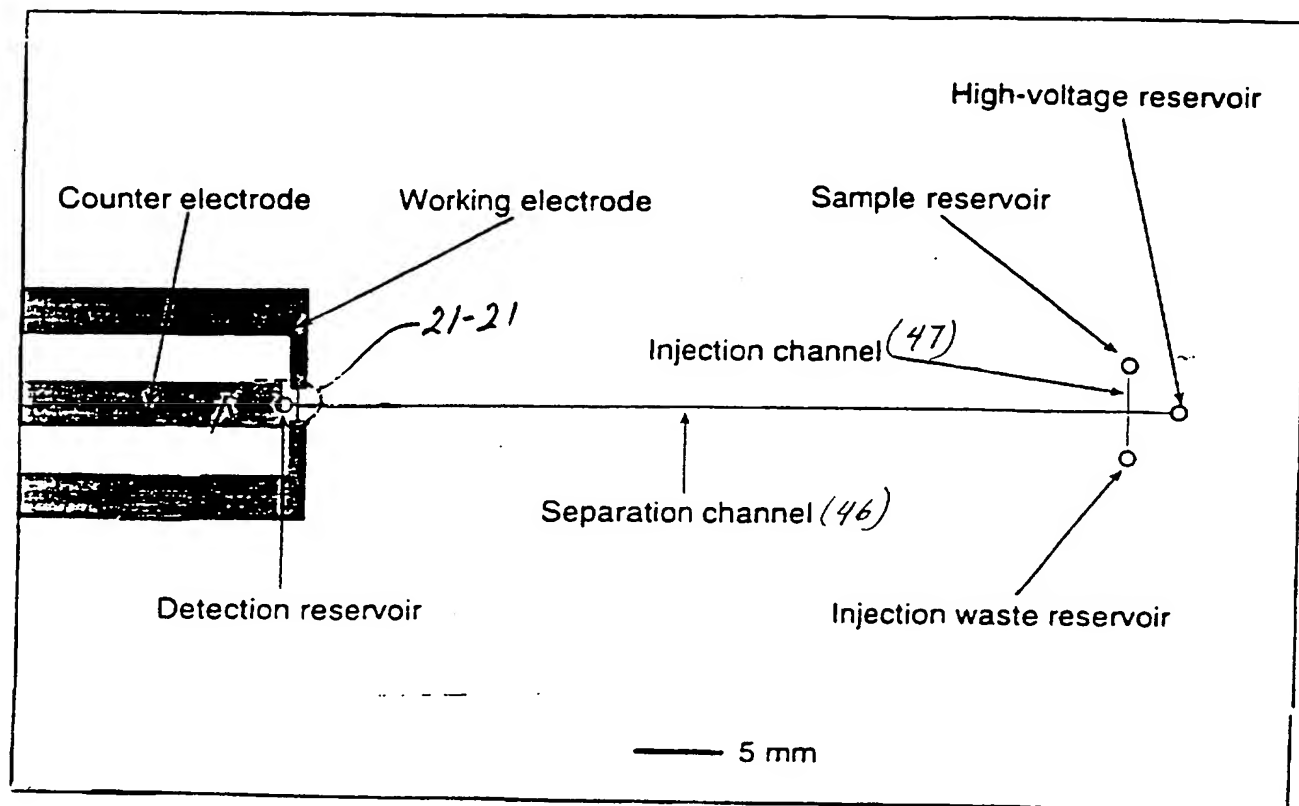 High-voltage reservoir
Counter electrode
Working electrode
Sample reservoir
21-21
Injection channel (47)
Separation channel (46)
Detection reservoir
Injection waste reservoir
5 mm